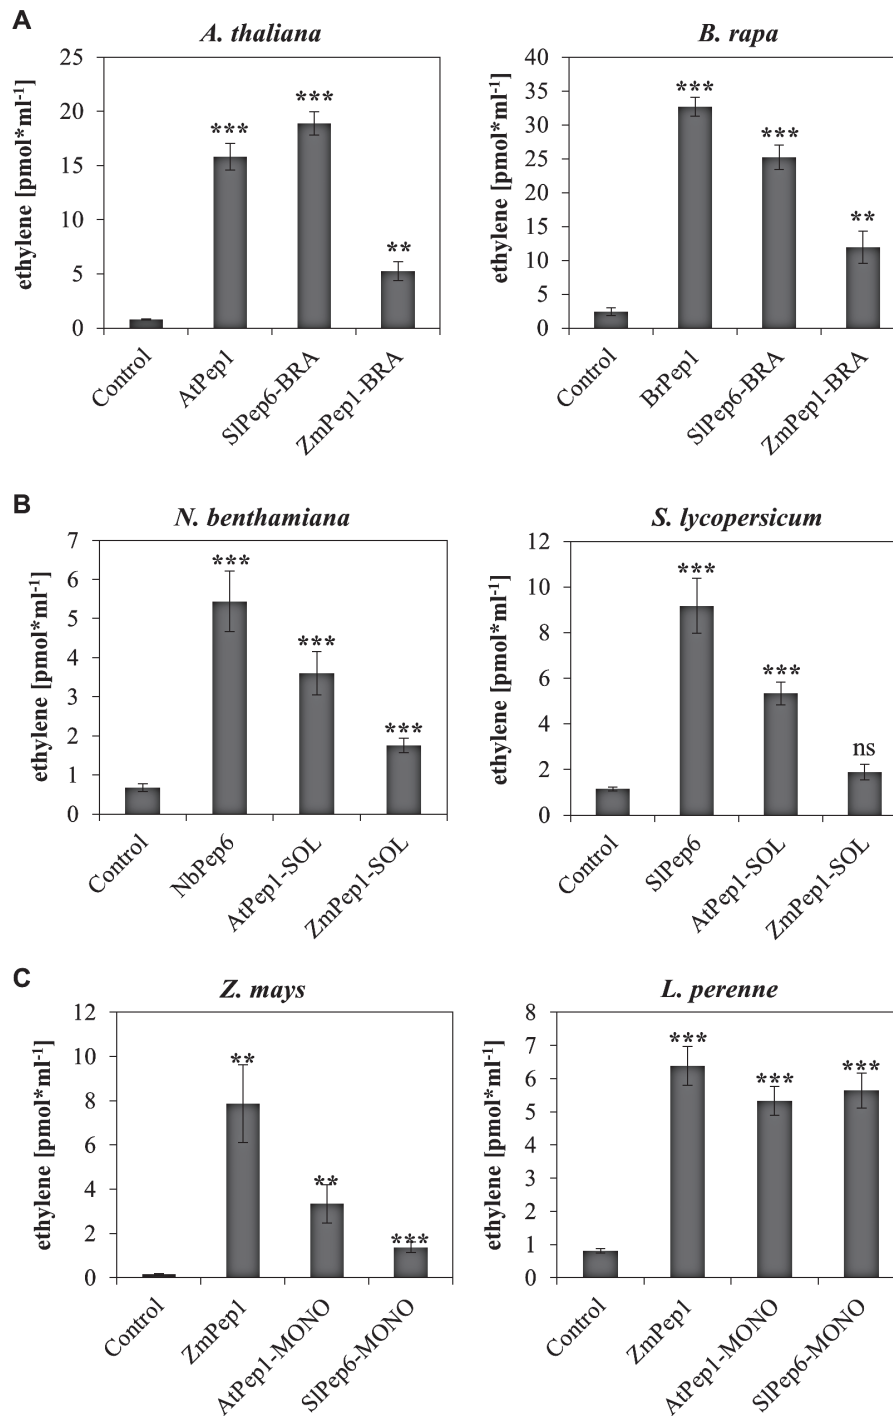 A
A. thaliana
ethylene [pmol*ml-1]
25
20
15
10
5
0
***
***
**
Control
AtPep1
SlPep6-BRA
ZmPep1-BRA
B. rapa
ethylene [pmol*ml-1]
40
35
30
25
20
15
10
5
0
***
***
**
Control
BrPep1
SlPep6-BRA
ZmPep1-BRA
B
N. benthamiana
ethylene [pmol*ml-1]
7
6
5
4
3
2
1
0
***
***
***
Control
NbPep6
AtPep1-SOL
ZmPep1-SOL
S. lycopersicum
ethylene [pmol*ml-1]
12
10
8
6
4
2
0
***
***
ns
Control
SlPep6
AtPep1-SOL
ZmPep1-SOL
C
Z. mays
ethylene [pmol*ml-1]
12
10
8
6
4
2
0
**
**
***
Control
ZmPep1
AtPep1-MONO
SlPep6-MONO
L. perenne
ethylene [pmol*ml-1]
8
7
6
5
4
3
2
1
0
***
***
***
Control
ZmPep1
AtPep1-MONO
SlPep6-MONO